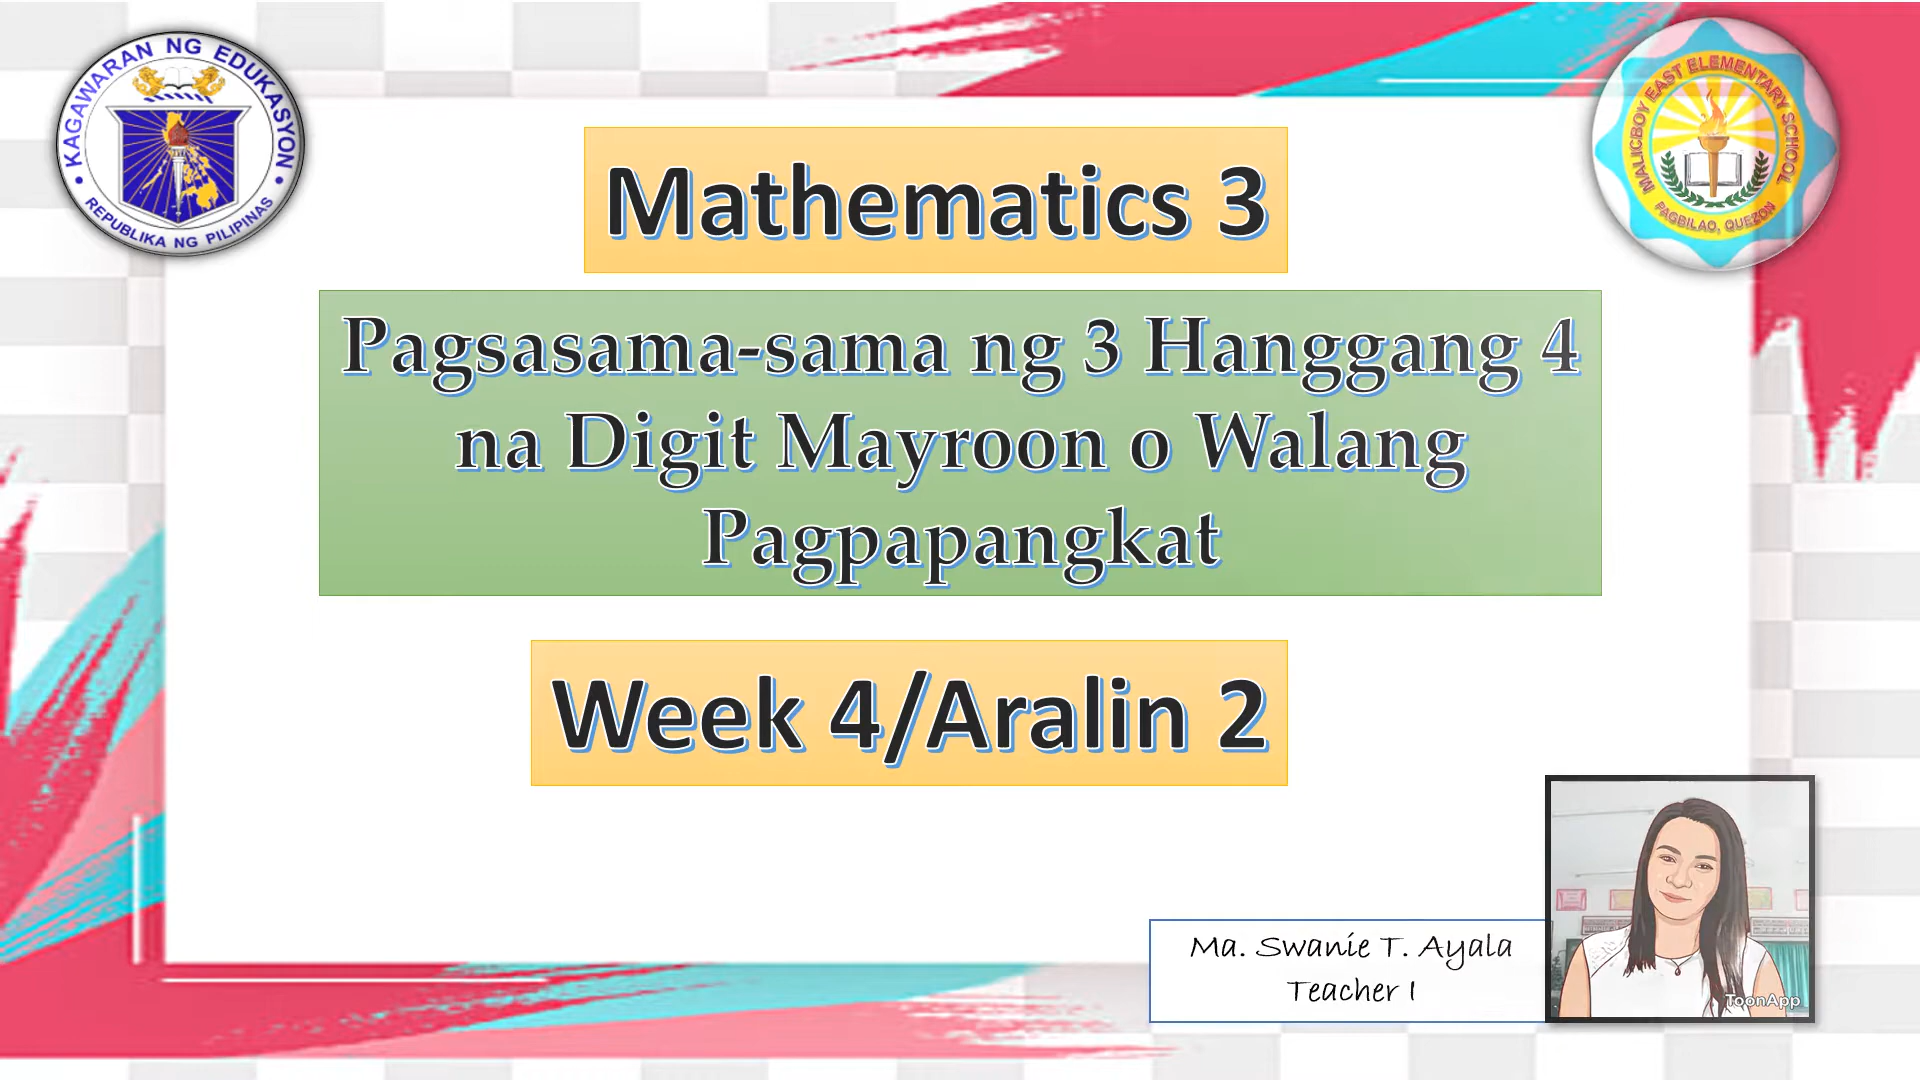 KAGAWARAN NG EDUKASYON
REPUBLIKA NG PILIPINAS
MALICBOY EAST ELEMENTARY SCHOOL
PAGBILAO, QUEZON
Mathematics 3
Pagsasama-sama ng 3 Hanggang 4
na Digit Mayroon o Walang
Pagpapangkat
Week 4/Aralin 2
Ma. Swanie T. Ayala
Teacher I
ToonApp